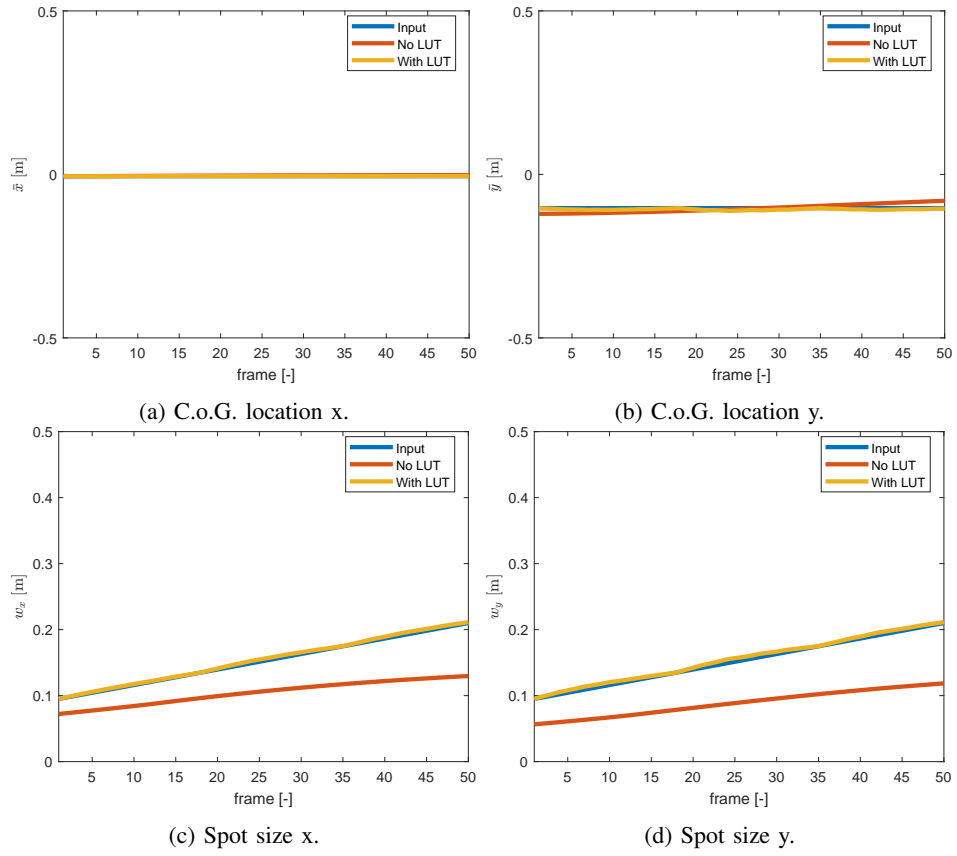 0.5
0
-0.5
x̄ [m]
Input
No LUT
With LUT
5 10 15 20 25 30 35 40 45 50
frame [-]
(a) C.o.G. location x.
0.5
0
-0.5
ȳ [m]
Input
No LUT
With LUT
5 10 15 20 25 30 35 40 45 50
frame [-]
(b) C.o.G. location y.
0.5
0.4
0.3
0.2
0.1
0
w_x [m]
Input
No LUT
With LUT
5 10 15 20 25 30 35 40 45 50
frame [-]
(c) Spot size x.
0.5
0.4
0.3
0.2
0.1
0
w_y [m]
Input
No LUT
With LUT
5 10 15 20 25 30 35 40 45 50
frame [-]
(d) Spot size y.